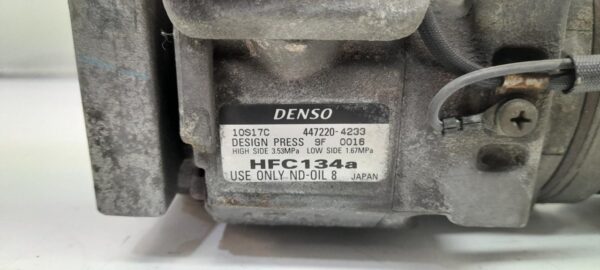 DENSO
10S17C 447220-4233
DESIGN PRESS 9F 0016
HIGH SIDE 3.53MPa LOW SIDE 1.67MPa
HFC134a
USE ONLY ND-OIL 8 JAPAN